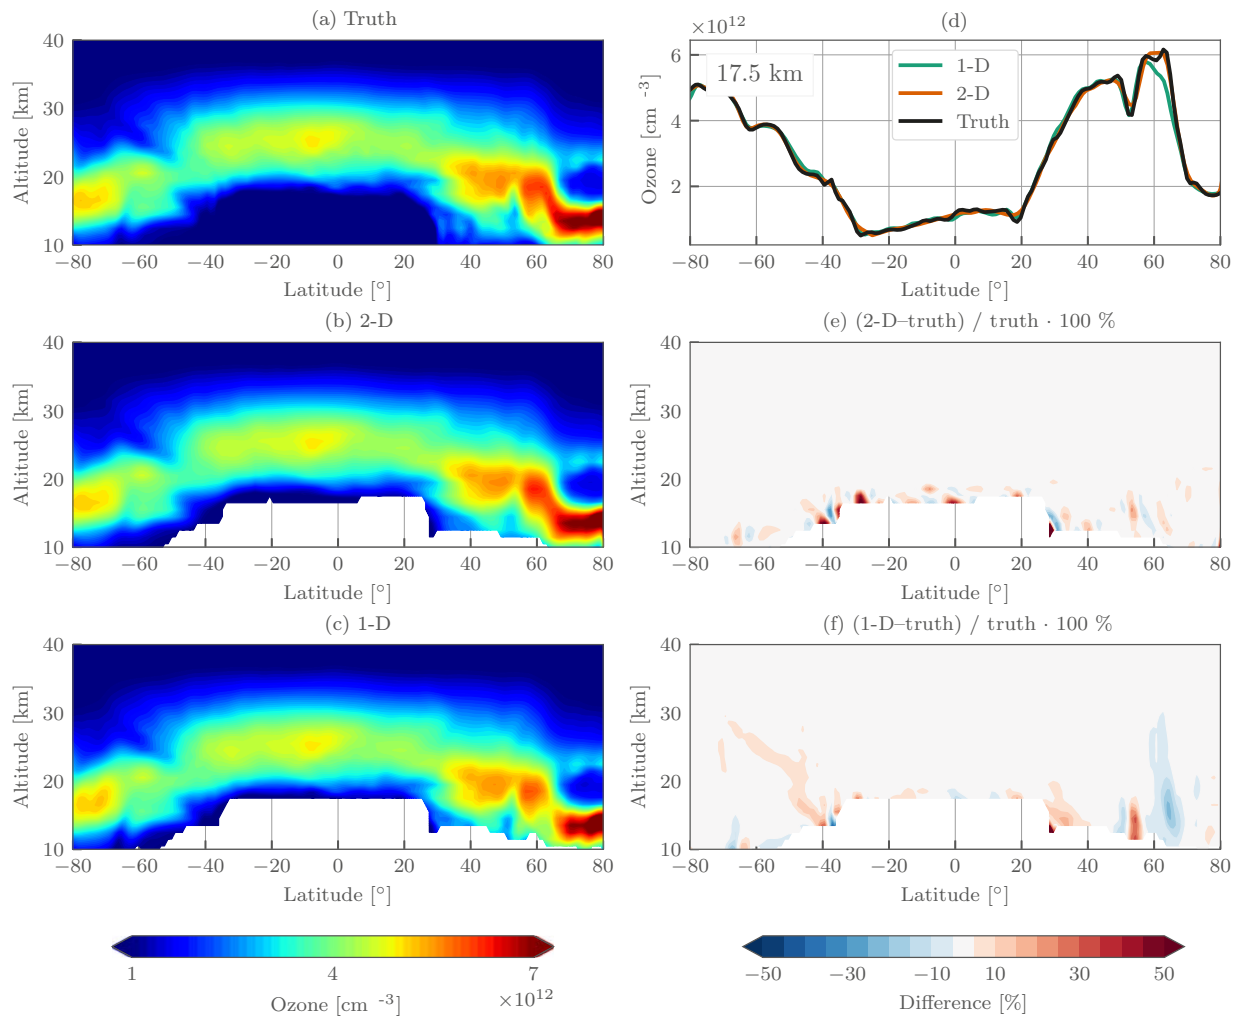 (a) Truth
40
30
20
10
Altitude [km]
−80 −60 −40 −20 0 20 40 60 80
Latitude [°]
(d)
×10¹²
6
4
2
Ozone [cm ⁻³]
17.5 km
1-D
2-D
Truth
−80 −60 −40 −20 0 20 40 60 80
Latitude [°]
(b) 2-D
40
30
20
10
Altitude [km]
−80 −60 −40 −20 0 20 40 60 80
Latitude [°]
(e) (2-D–truth) / truth · 100 %
40
30
20
10
Altitude [km]
−80 −60 −40 −20 0 20 40 60 80
Latitude [°]
(c) 1-D
40
30
20
10
Altitude [km]
−80 −60 −40 −20 0 20 40 60 80
Latitude [°]
(f) (1-D–truth) / truth · 100 %
40
30
20
10
Altitude [km]
−80 −60 −40 −20 0 20 40 60 80
Latitude [°]
1 4 7
×10¹²
Ozone [cm ⁻³]
−50 −30 −10 10 30 50
Difference [%]